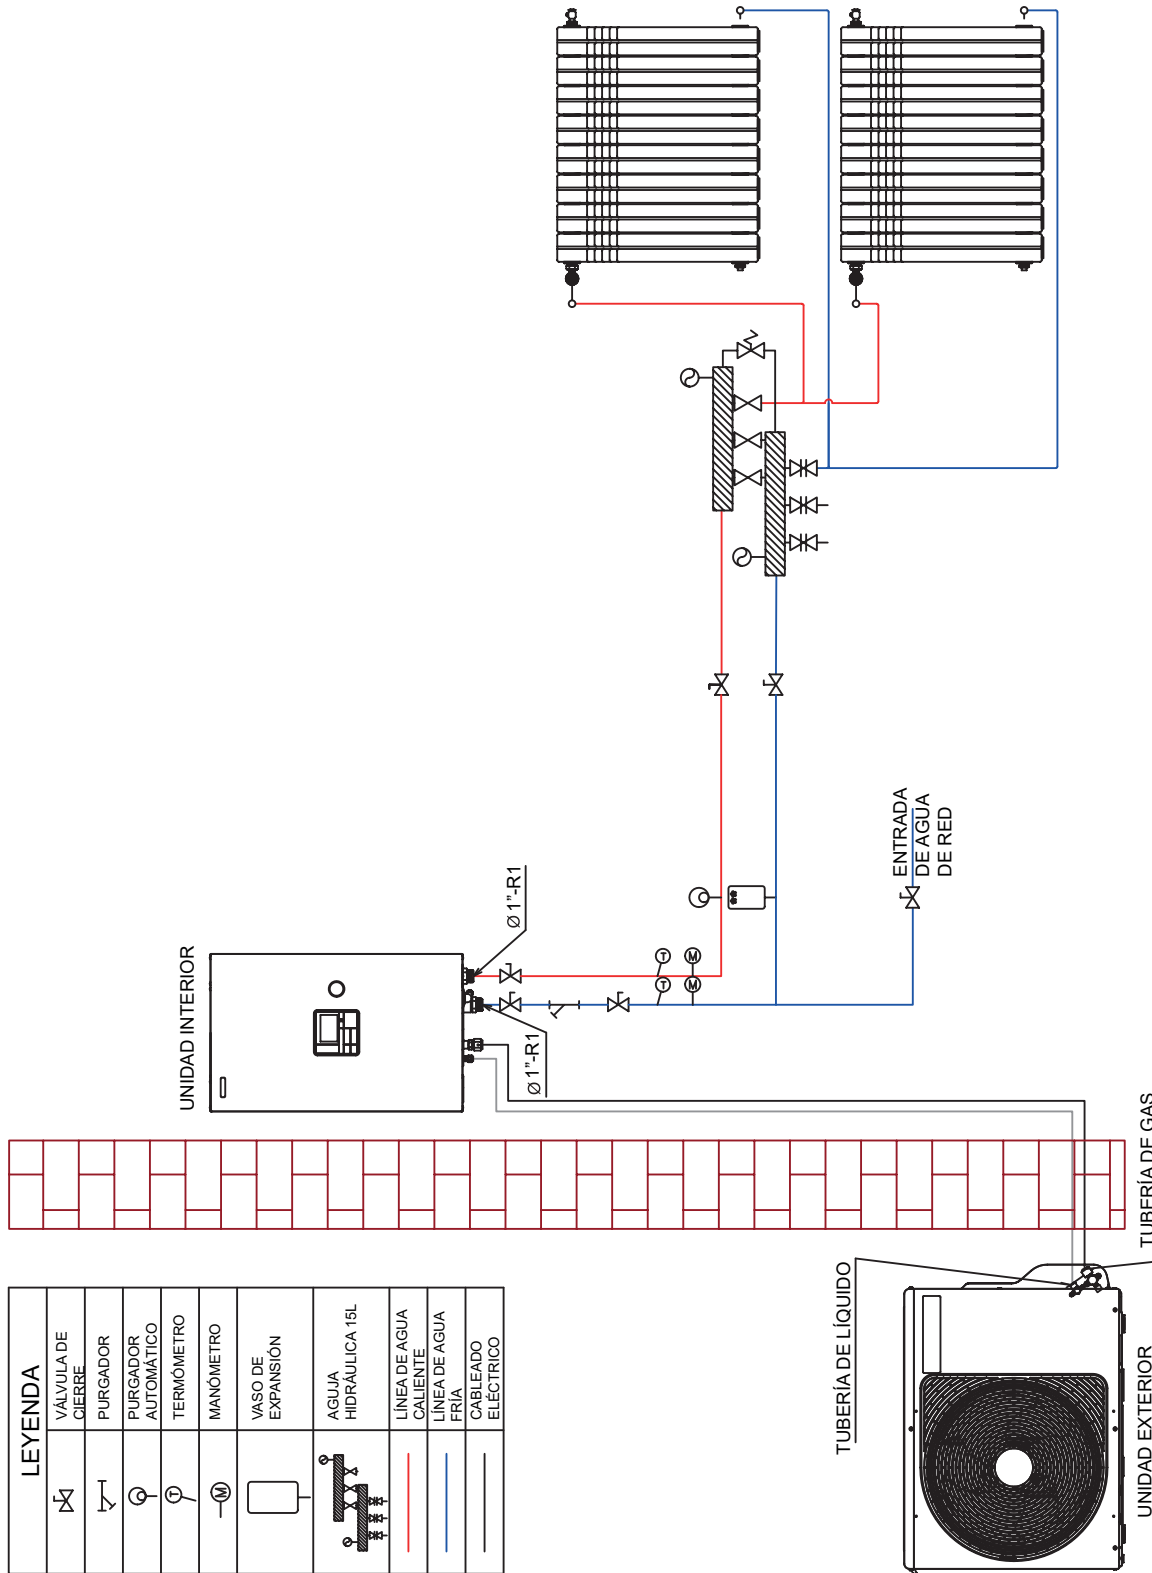 LEYENDA
VÁLVULA DE
CIERRE
PURGADOR
PURGADOR
AUTOMÁTICO
T
TERMÓMETRO
M
MANÓMETRO
VASO DE
EXPANSIÓN
AGUJA
HIDRÁULICA 15L
LÍNEA DE AGUA
CALIENTE
LÍNEA DE AGUA
FRÍA
CABLEADO
ELÉCTRICO
UNIDAD INTERIOR
Ø 1"-R1
Ø 1"-R1
T
M
T
M
ENTRADA
DE AGUA
DE RED
TUBERÍA DE LÍQUIDO
TUBERÍA DE GAS
UNIDAD EXTERIOR